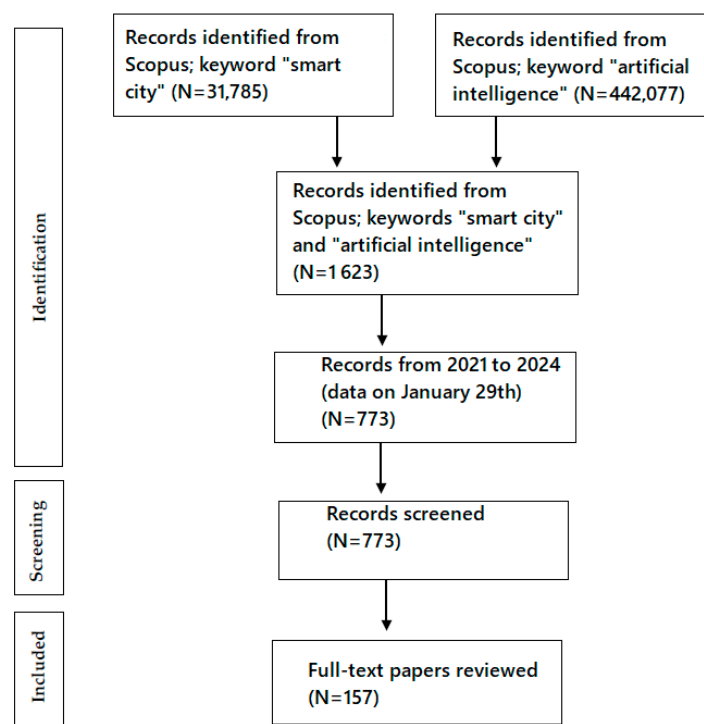 Records identified from
Scopus; keyword "smart
city" (N=31,785)
Records identified from
Scopus; keyword "artificial
intelligence" (N=442,077)
Records identified from
Scopus; keywords "smart city"
and "artificial intelligence"
(N=1 623)
Records from 2021 to 2024
(data on January 29th)
(N=773)
Identification
Records screened
(N=773)
Screening
Full-text papers reviewed
(N=157)
Included